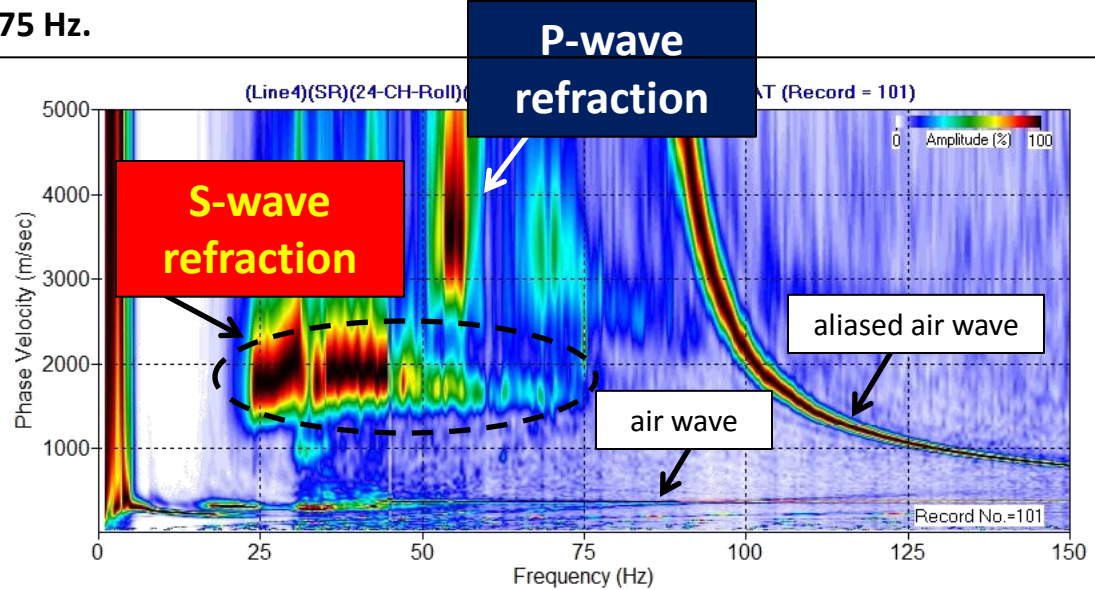 75 Hz.
P-wave
refraction
(Line4)(SR)(24-CH-Roll)( AT (Record = 101)
0 Amplitude (%) 100
S-wave
refraction
aliased air wave
air wave
Record No.=101
Phase Velocity (m/sec)
5000
4000
3000
2000
1000
0 25 50 75 100 125 150
Frequency (Hz)